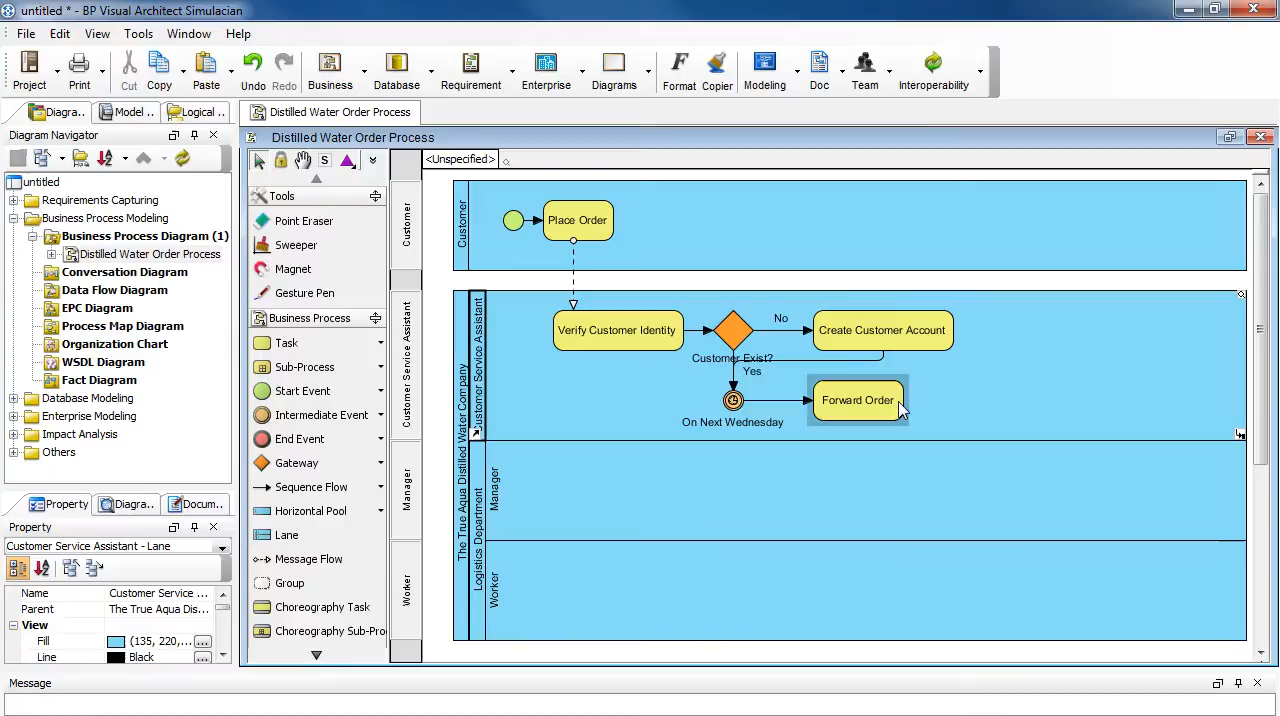 untitled * - BP Visual Architect Simulacian
File Edit View Tools Window Help
Project Print Cut Copy Paste Undo Redo Business Database Requirement Enterprise Diagrams Format Copier Modeling Doc Team Interoperability
Diagra.. Model .. Logical ..
Distilled Water Order Process
Diagram Navigator
Distilled Water Order Process
<Unspecified>
untitled
Requirements Capturing
Business Process Modeling
Business Process Diagram (1)
Distilled Water Order Process
Conversation Diagram
Data Flow Diagram
EPC Diagram
Process Map Diagram
Organization Chart
WSDL Diagram
Fact Diagram
Database Modeling
Enterprise Modeling
Impact Analysis
Others
Property Diagra.. Docum..
Property
Customer Service Assistant - Lane
Name Customer Service ...
Parent The True Aqua Dis...
View
Fill (135, 220,...
Line Black
Message
Tools
Point Eraser
Sweeper
Magnet
Gesture Pen
Business Process
Task
Sub-Process
Start Event
Intermediate Event
End Event
Gateway
Sequence Flow
Horizontal Pool
Lane
Message Flow
Group
Choreography Task
Choreography Sub-Pro
Customer
Customer Service Assistant
Manager
Worker
Customer
Place Order
The True Aqua Distilled Water Company
Customer Service Assistant
Verify Customer Identity
No
Create Customer Account
Customer Exist?
Yes
Forward Order
On Next Wednesday
Logistics Department
Manager
Worker